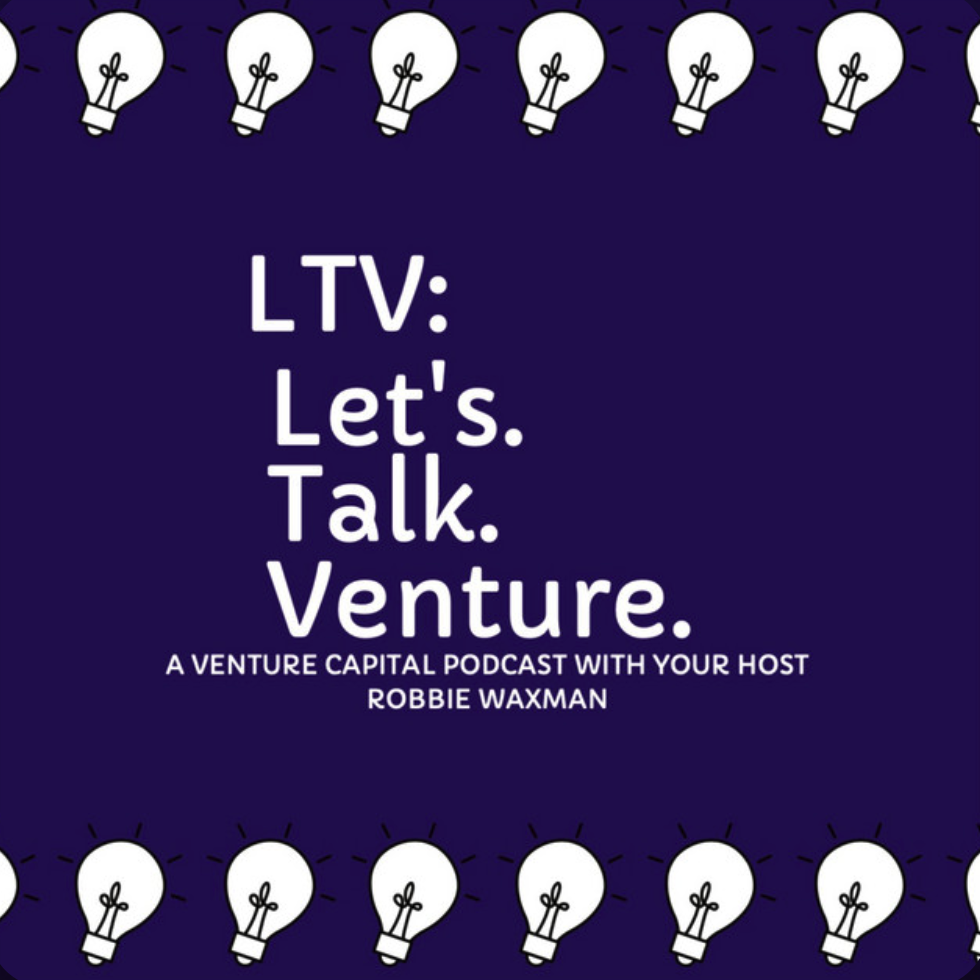 LTV:
Let's.
Talk.
Venture.
A VENTURE CAPITAL PODCAST WITH YOUR HOST
ROBBIE WAXMAN